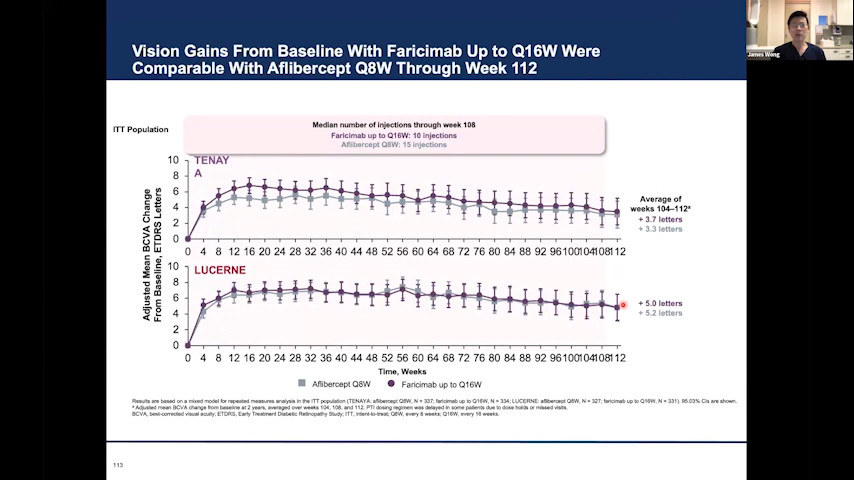 Vision Gains From Baseline With Faricimab Up to Q16W Were
Comparable With Aflibercept Q8W Through Week 112
James Wong
ITT Population
Median number of injections through week 108
Faricimab up to Q16W: 10 injections
Aflibercept Q8W: 15 injections
Adjusted Mean BCVA Change
From Baseline, ETDRS Letters
TENAY
A
10
8
6
4
2
0
0 4 8 12 16 20 24 28 32 36 40 44 48 52 56 60 64 68 72 76 80 84 88 92 96 100 104 108 112
Average of
weeks 104–112ª
+ 3.7 letters
+ 3.3 letters
LUCERNE
10
8
6
4
2
0
0 4 8 12 16 20 24 28 32 36 40 44 48 52 56 60 64 68 72 76 80 84 88 92 96 100 104 108 112
+ 5.0 letters
+ 5.2 letters
Time, Weeks
Aflibercept Q8W Faricimab up to Q16W
Results are based on a mixed model for repeated measures analysis in the ITT population (TENAYA: aflibercept Q8W, N = 337; faricimab up to Q16W, N = 334; LUCERNE: aflibercept Q8W, N = 327; faricimab up to Q16W, N = 331). 95.03% CIs are shown.
ª Adjusted mean BCVA change from baseline at 2 years, averaged over weeks 104, 108, and 112. PTI dosing regimen was delayed in some patients due to dose holds or missed visits.
BCVA, best-corrected visual acuity; ETDRS, Early Treatment Diabetic Retinopathy Study; ITT, intent-to-treat; Q8W, every 8 weeks; Q16W, every 16 weeks.
113